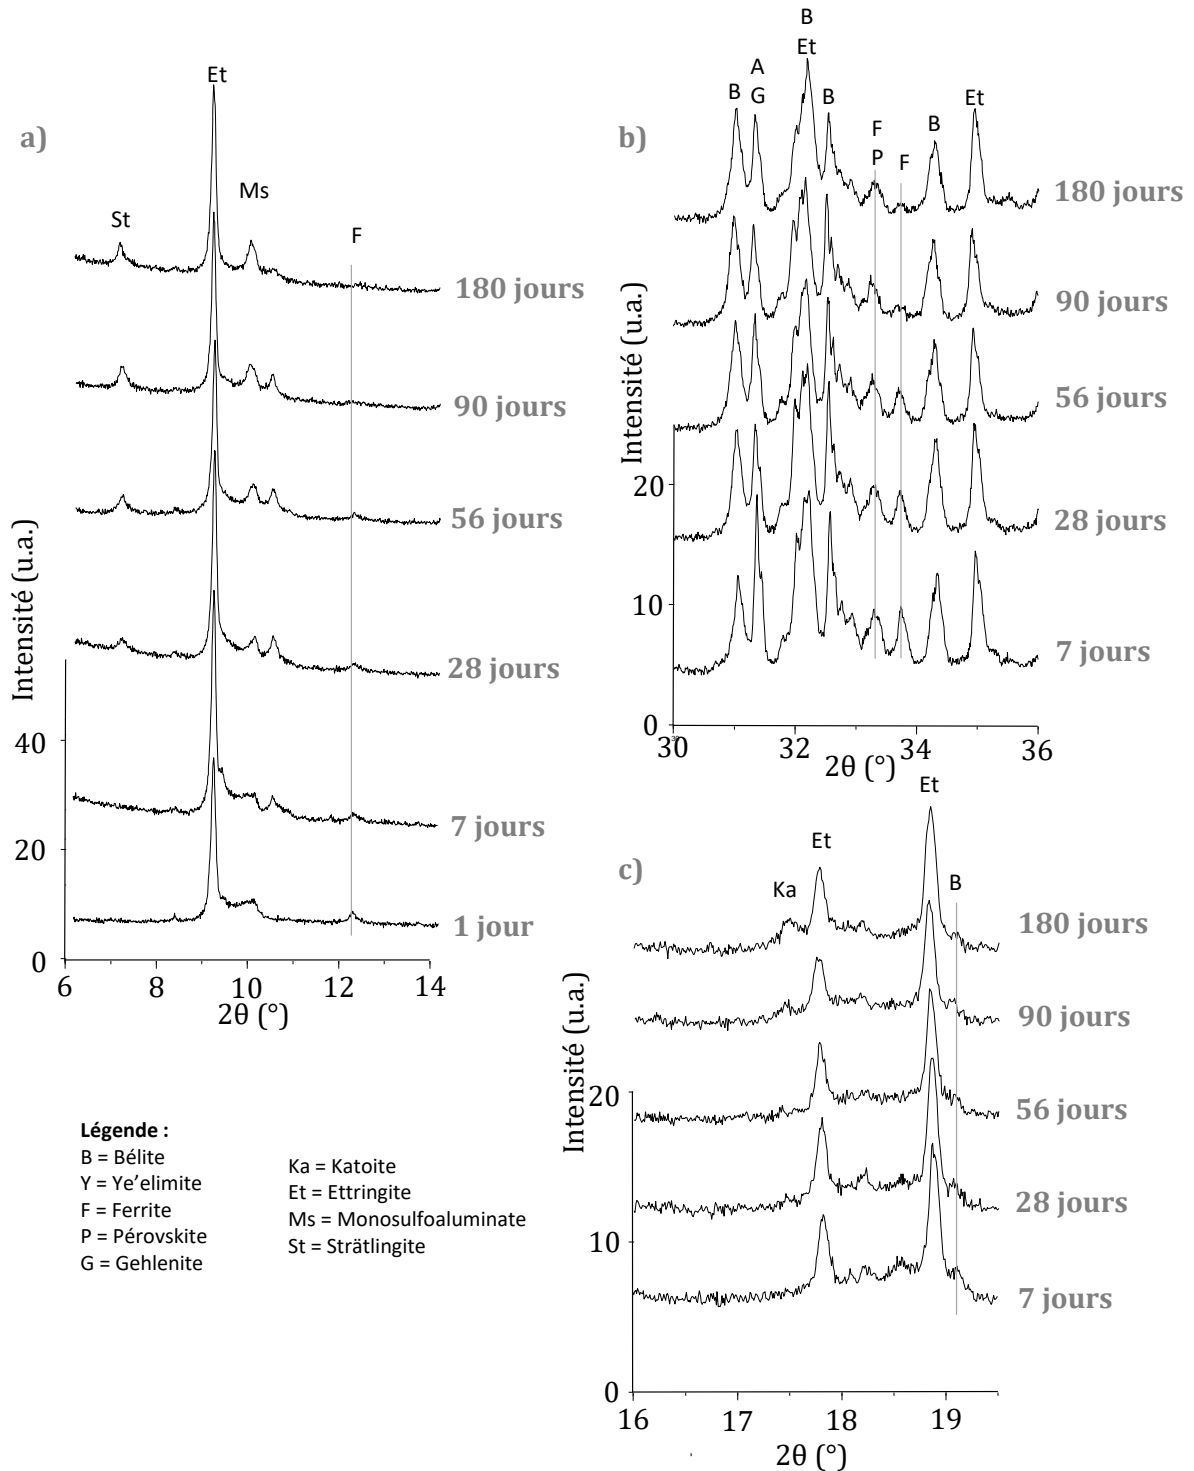 a)
Et
Ms
St
F
180 jours
90 jours
56 jours
28 jours
7 jours
1 jour
Intensité (u.a.)
40
20
0
6 8 10 12 14
2θ (°)
b)
B
Et
A
G
B
B
F
P
F
B
Et
180 jours
90 jours
56 jours
28 jours
7 jours
Intensité (u.a.)
20
10
0
30 32 34 36
2θ (°)
c)
Et
Et
Ka
B
180 jours
90 jours
56 jours
28 jours
7 jours
Intensité (u.a.)
20
10
0
16 17 18 19
2θ (°)
Légende :
B = Bélite
Y = Ye’elimite
F = Ferrite
P = Pérovskite
G = Gehlenite
Ka = Katoite
Et = Ettringite
Ms = Monosulfoaluminate
St = Strätlingite